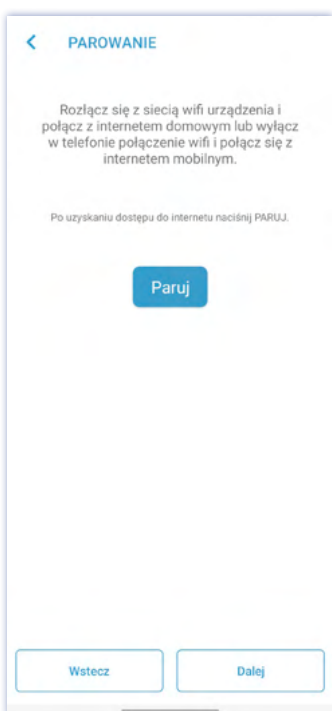 PAROWANIE
Rozłącz się z siecią wifi urządzenia i
połącz z internetem domowym lub wyłącz
w telefonie połączenie wifi i połącz się z
internetem mobilnym.
Po uzyskaniu dostępu do internetu naciśnij PARUJ.
Paruj
Wstecz
Dalej